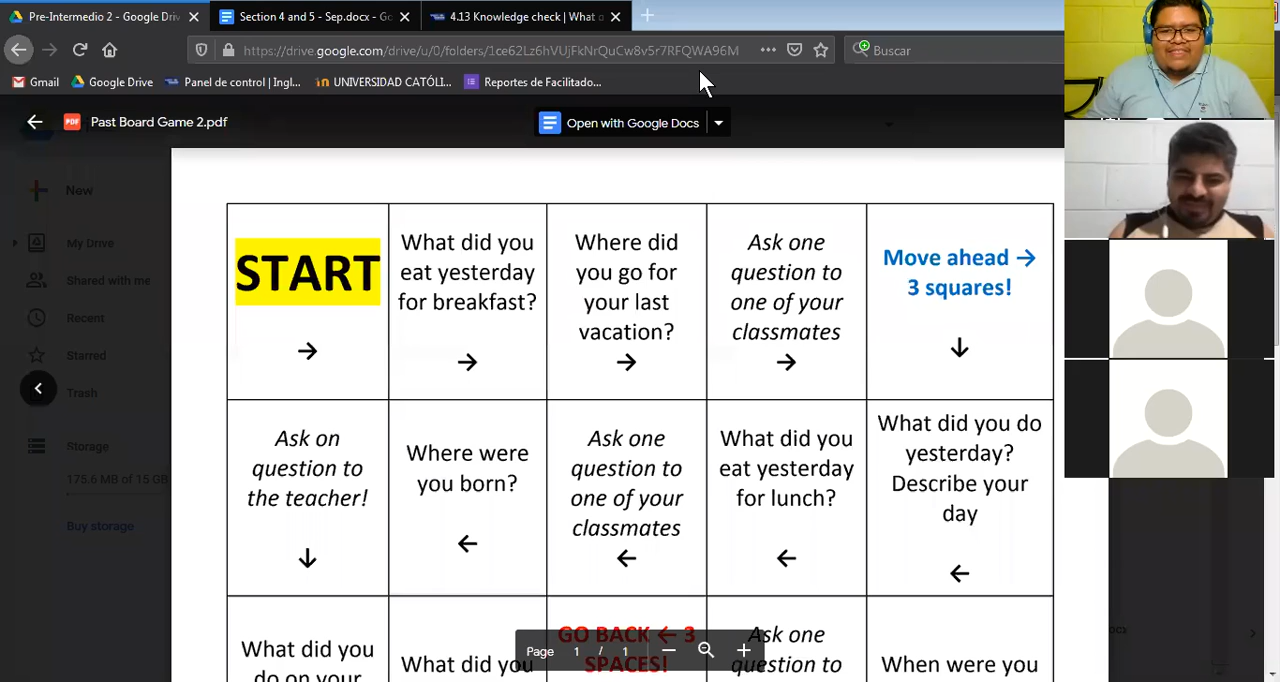 Pre-Intermedio 2 - Google Driv
Section 4 and 5 - Sep.docx - Go
4.13 Knowledge check | What o
https://drive.google.com/drive/u/0/folders/1ce62Lz6hVUjFkNrQuCw8v5r7RFQWA96M
Buscar
Gmail
Google Drive
Panel de control | Ingl...
UNIVERSIDAD CATÓLI...
Reportes de Facilitado...
PDF
Past Board Game 2.pdf
Open with Google Docs
New
My Drive
Shared with me
Recent
Starred
Trash
Storage
175.6 MB of 15 GB
Buy storage
START
→
What did you
eat yesterday
for breakfast?
→
Where did
you go for
your last
vacation?
→
Ask one
question to
one of your
classmates
→
Move ahead →
3 squares!
↓
Ask on
question to
the teacher!
↓
Where were
you born?
←
Ask one
question to
one of your
classmates
←
What did you
eat yesterday
for lunch?
←
What did you do
yesterday?
Describe your
day
←
What did you
do on your
What did you
GO BACK ← 3
SPACES!
Ask one
question to
When were you
Page 1 / 1